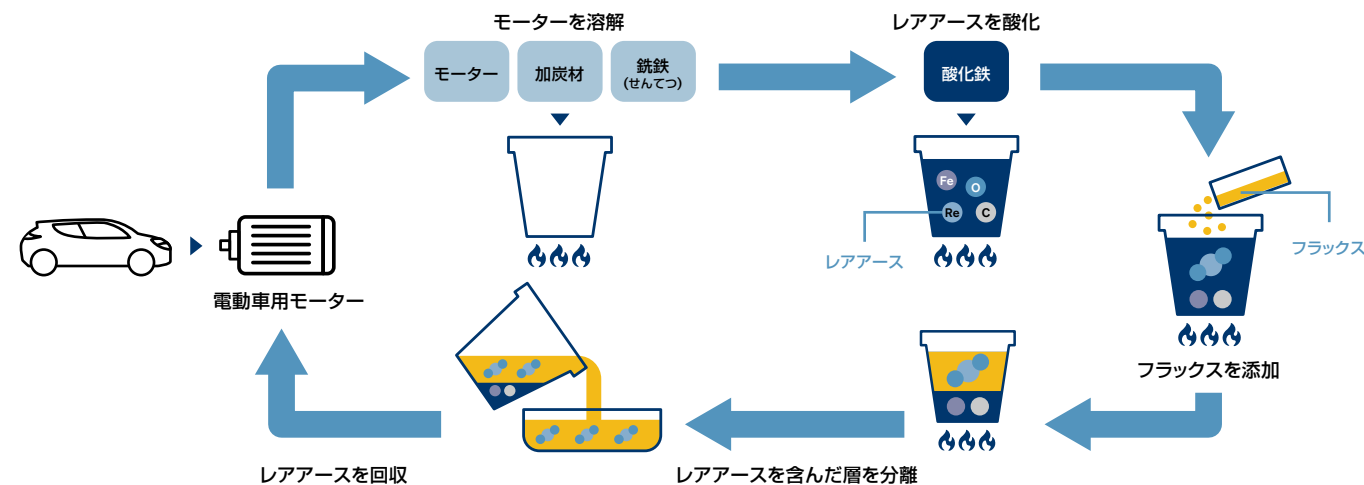 モーターを溶解
モーター
加炭材
銑鉄
(せんてつ)
レアアースを酸化
酸化鉄
Fe
O
Re
C
レアアース
フラックス
フラックスを添加
電動車用モーター
レアアースを含んだ層を分離
レアアースを回収